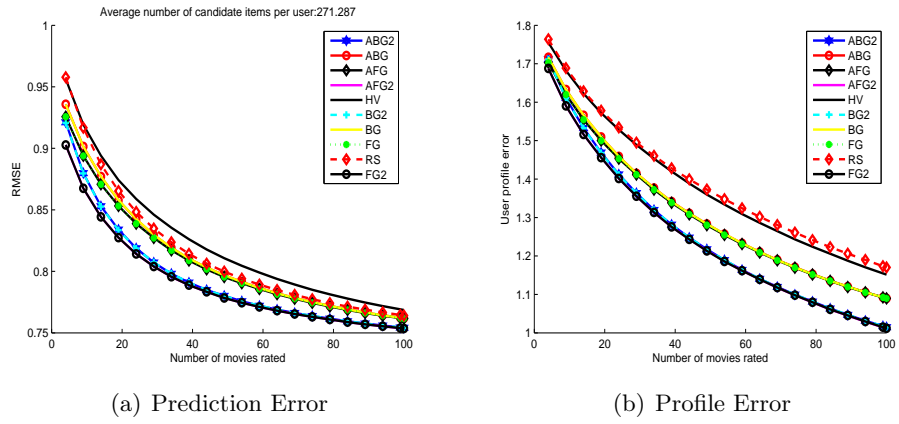 Average number of candidate items per user:271.287
1
0.95
0.9
0.85
0.8
0.75
RMSE
0 20 40 60 80 100
Number of movies rated
ABG2
ABG
AFG
AFG2
HV
BG2
BG
FG
RS
FG2
(a) Prediction Error
1.8
1.7
1.6
1.5
1.4
1.3
1.2
1.1
1
User profile error
0 20 40 60 80 100
Number of movies rated
ABG2
ABG
AFG
AFG2
HV
BG2
BG
FG
RS
FG2
(b) Profile Error